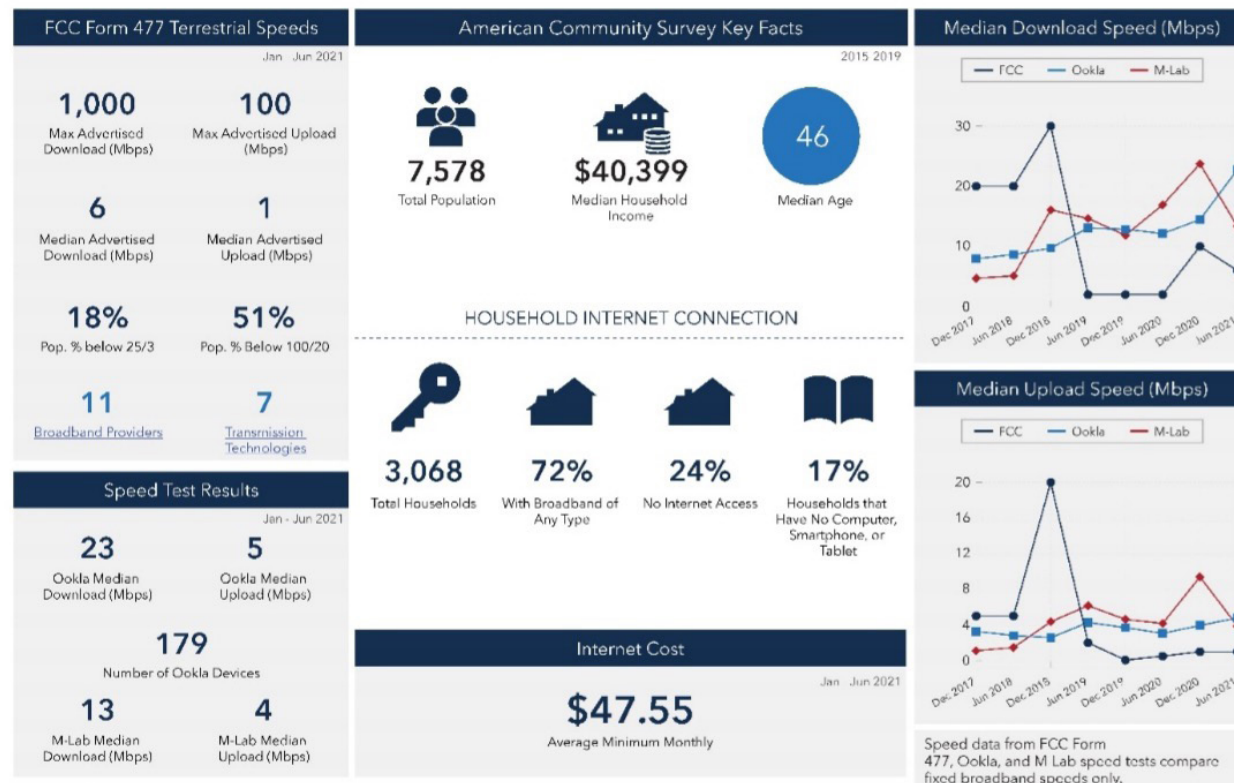 FCC Form 477 Terrestrial Speeds
Jan Jun 2021
1,000
Max Advertised
Download (Mbps)
100
Max Advertised Upload
(Mbps)
6
Median Advertised
Download (Mbps)
1
Median Advertised
Upload (Mbps)
18%
Pop. % below 25/3
51%
Pop. % Below 100/20
11
Broadband Providers
7
Transmission
Technologies
Speed Test Results
Jan - Jun 2021
23
Ookla Median
Download (Mbps)
5
Ookla Median
Upload (Mbps)
179
Number of Ookla Devices
13
M-Lab Median
Download (Mbps)
4
M-Lab Median
Upload (Mbps)
American Community Survey Key Facts
2015 2019
7,578
Total Population
$40,399
Median Household
Income
46
Median Age
HOUSEHOLD INTERNET CONNECTION
3,068
Total Households
72%
With Broadband of
Any Type
24%
No Internet Access
17%
Households that
Have No Computer,
Smartphone, or
Tablet
Internet Cost
Jan Jun 2021
$47.55
Average Minimum Monthly
Median Download Speed (Mbps)
FCC Ookla M-Lab
30
20
10
0
Dec 2017 Jun 2018 Dec 2018 Jun 2019 Dec 2019 Jun 2020 Dec 2020 Jun 2021
Median Upload Speed (Mbps)
FCC Ookla M-Lab
20
16
12
8
4
0
Dec 2017 Jun 2018 Dec 2018 Jun 2019 Dec 2019 Jun 2020 Dec 2020 Jun 2021
Speed data from FCC Form
477, Ookla, and M Lab speed tests compare
fixed broadband speeds only.